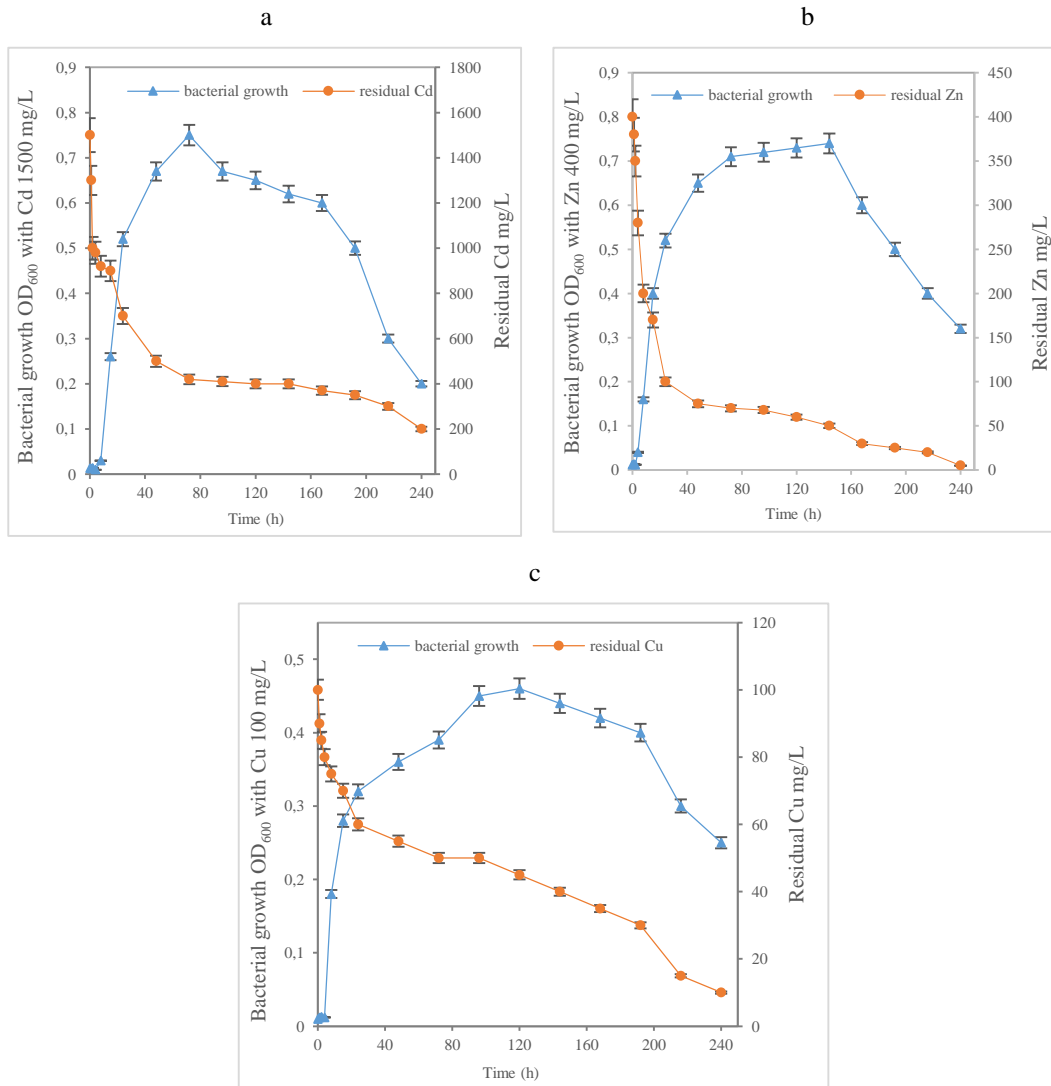 a
bacterial growth residual Cd
Bacterial growth OD600 with Cd 1500 mg/L
0,9
0,8
0,7
0,6
0,5
0,4
0,3
0,2
0,1
0
1800
1600
1400
1200
1000
800
600
400
200
0
Residual Cd mg/L
0 40 80 120 160 200 240
Time (h)
b
bacterial growth residual Zn
Bacterial growth OD600 with Zn 400 mg/L
0,9
0,8
0,7
0,6
0,5
0,4
0,3
0,2
0,1
0
450
400
350
300
250
200
150
100
50
0
Residual Zn mg/L
0 40 80 120 160 200 240
Time (h)
c
bacterial growth residual Cu
Bacterial growth OD600 with Cu 100 mg/L
0,5
0,4
0,3
0,2
0,1
0
120
100
80
60
40
20
0
Residual Cu mg/L
0 40 80 120 160 200 240
Time (h)